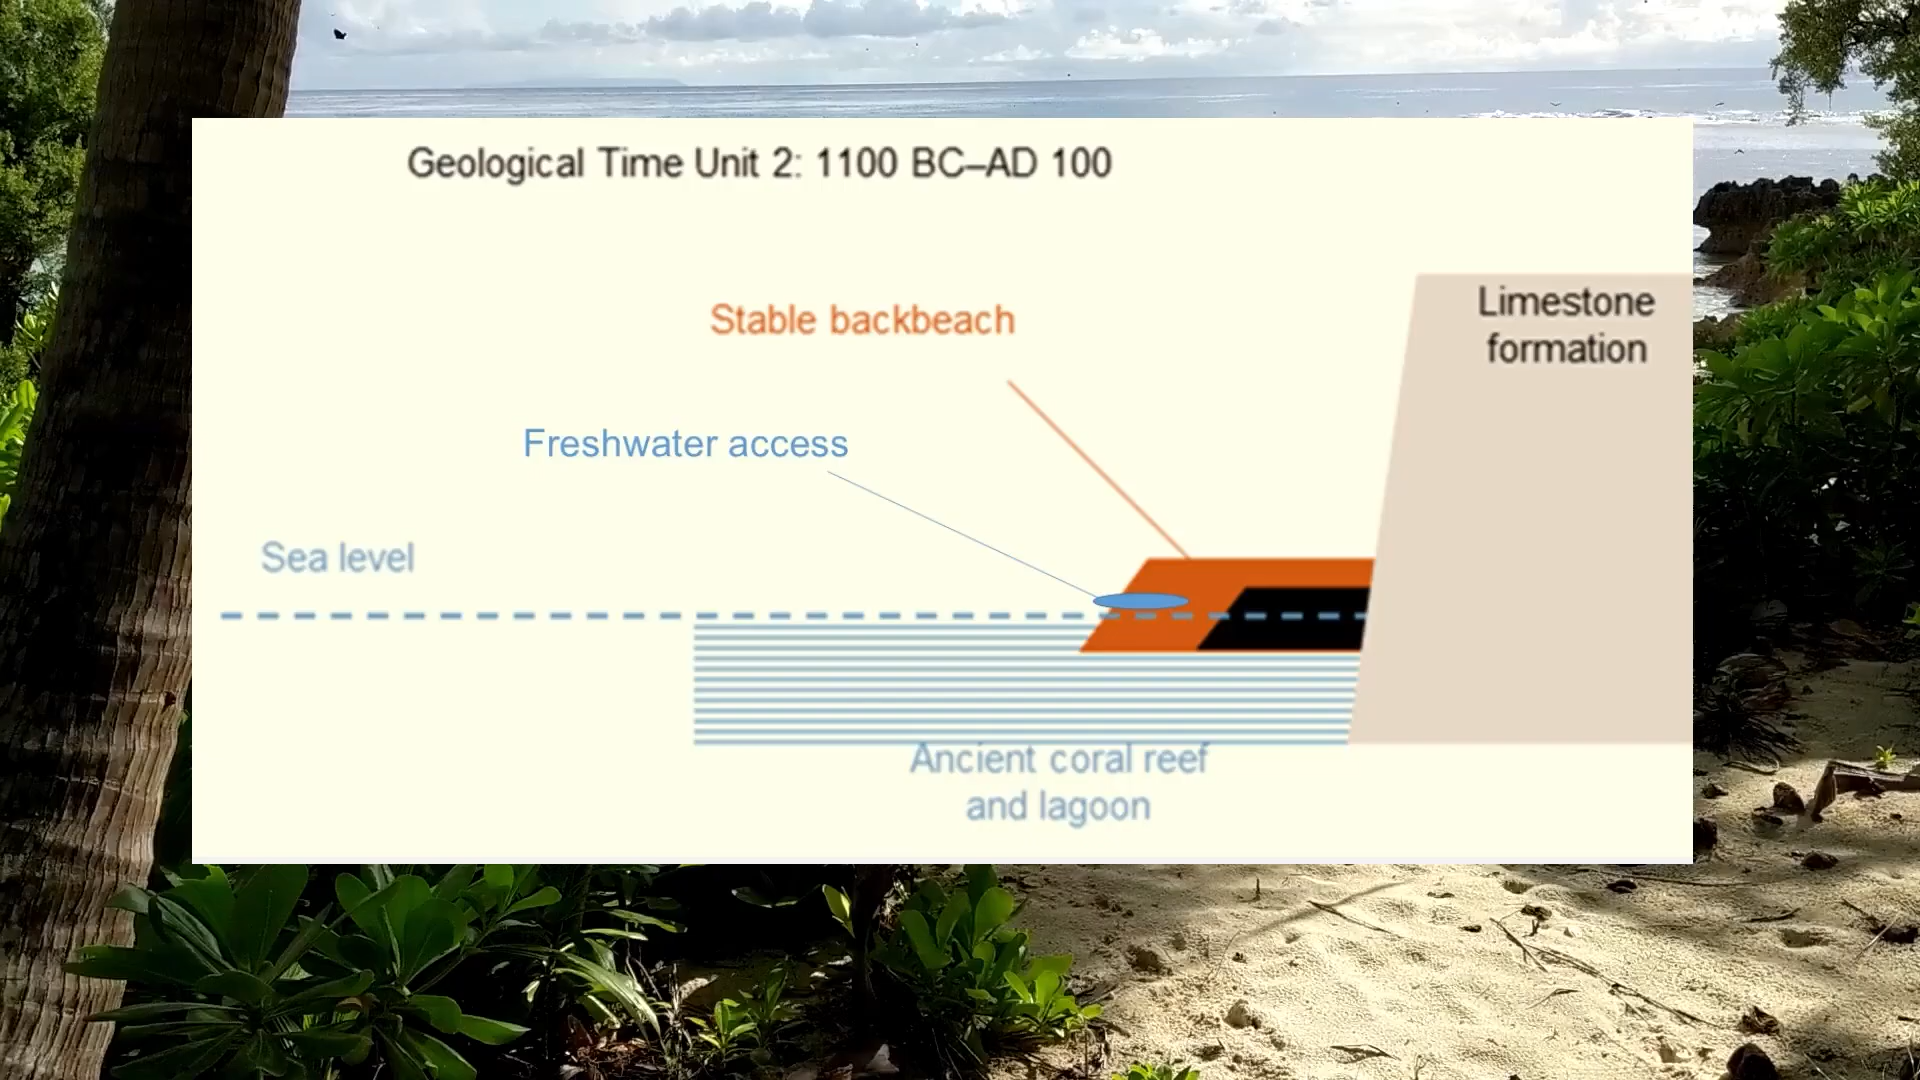 Geological Time Unit 2: 1100 BC–AD 100
Limestone
formation
Stable backbeach
Freshwater access
Sea level
Ancient coral reef
and lagoon